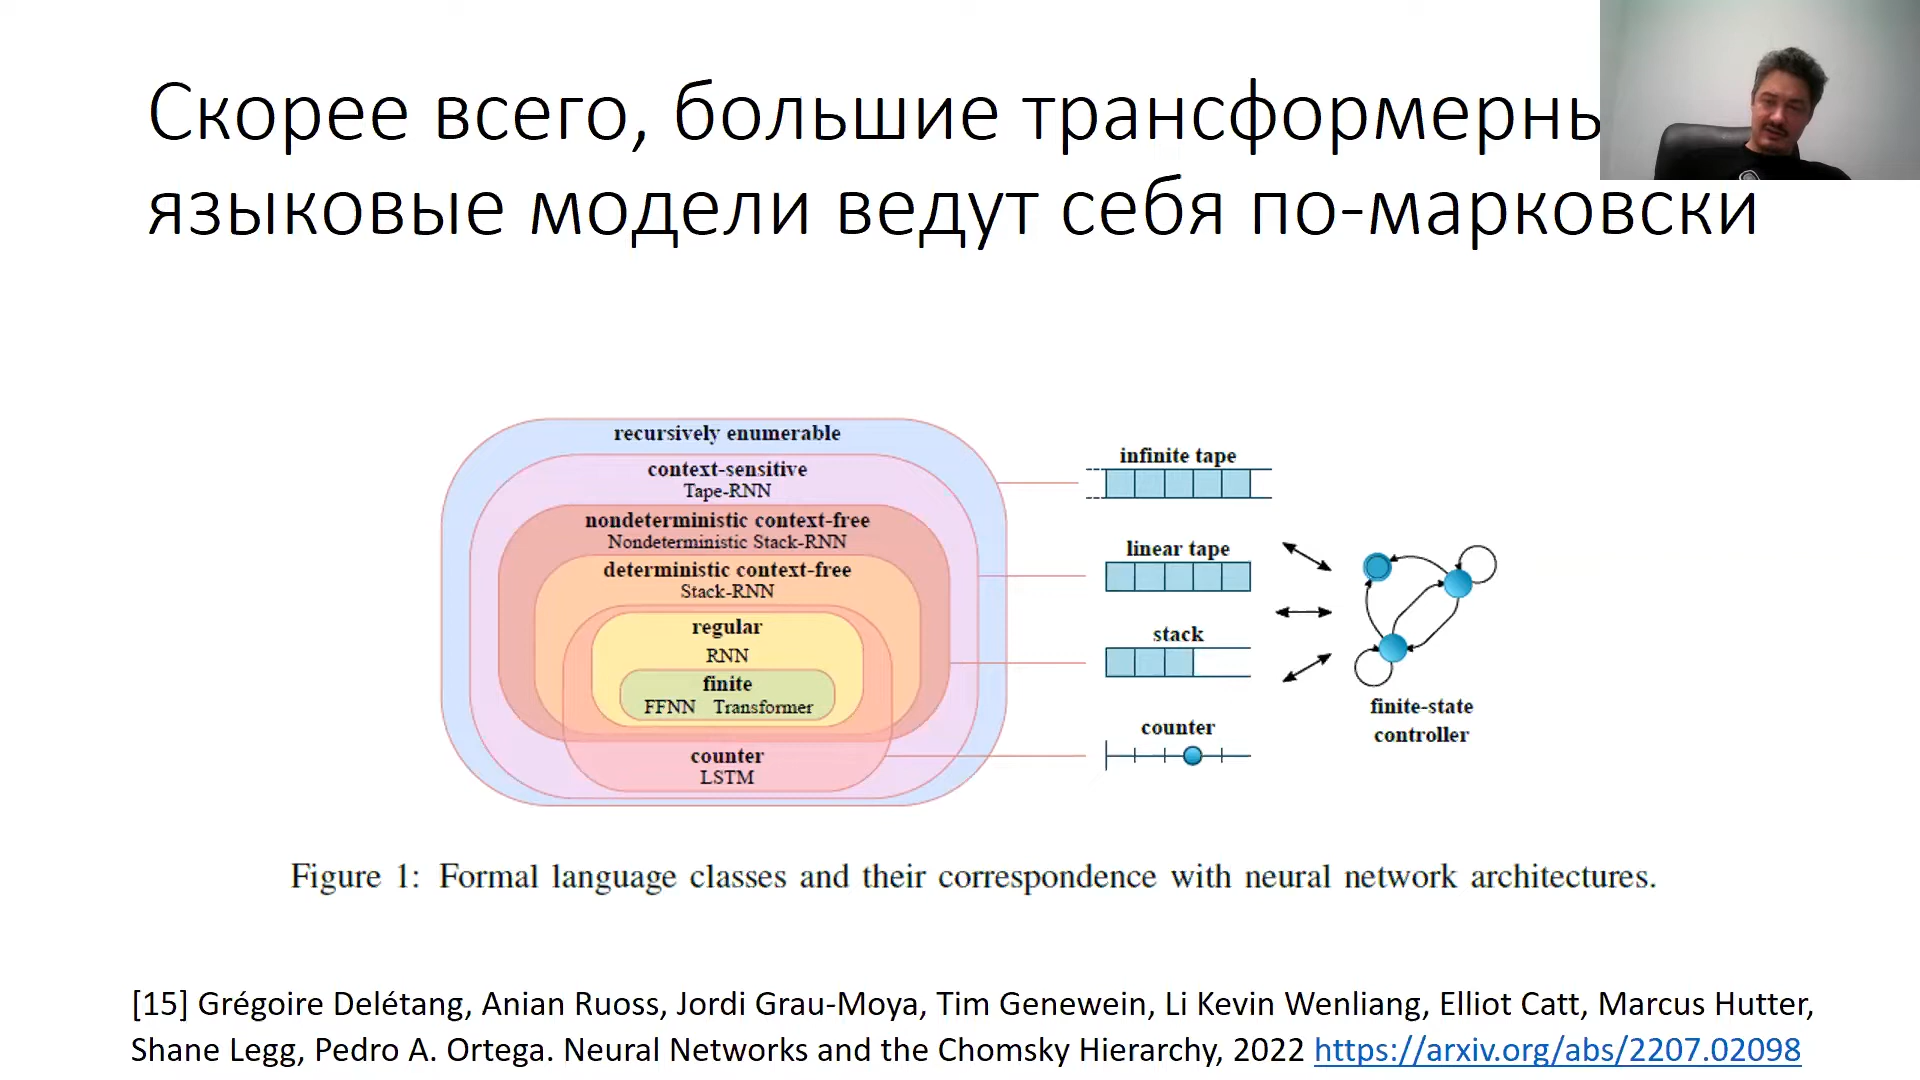 Скорее всего, большие трансформерны
языковые модели ведут себя по-марковски
recursively enumerable
context-sensitive
Tape-RNN
nondeterministic context-free
Nondeterministic Stack-RNN
deterministic context-free
Stack-RNN
regular
RNN
finite
FFNN Transformer
counter
LSTM
infinite tape
linear tape
stack
counter
finite-state
controller
Figure 1: Formal language classes and their correspondence with neural network architectures.
[15] Grégoire Delétang, Anian Ruoss, Jordi Grau-Moya, Tim Genewein, Li Kevin Wenliang, Elliot Catt, Marcus Hutter,
Shane Legg, Pedro A. Ortega. Neural Networks and the Chomsky Hierarchy, 2022 https://arxiv.org/abs/2207.02098